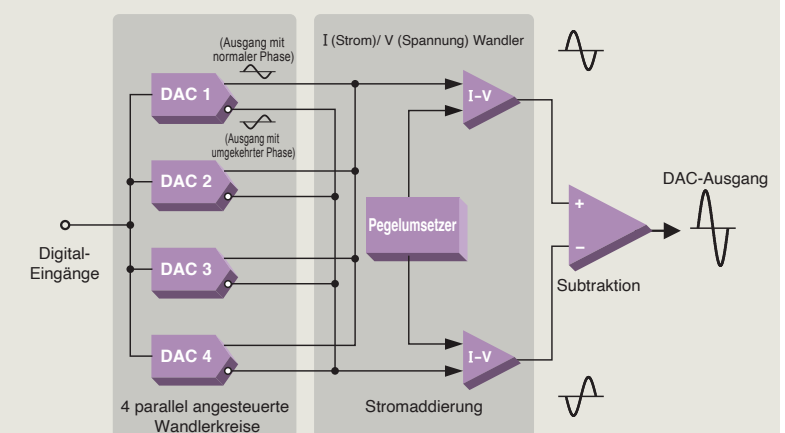 (Ausgang mit
normaler Phase)
I (Strom)/ V (Spannung) Wandler
DAC 1
I–V
(Ausgang mit
umgekehrter Phase)
DAC 2
DAC-Ausgang
+
Pegelumsetzer
Digital-
Eingänge
DAC 3
–
Subtraktion
DAC 4
I–V
4 parallel angesteuerte
Wandlerkreise
Stromaddierung